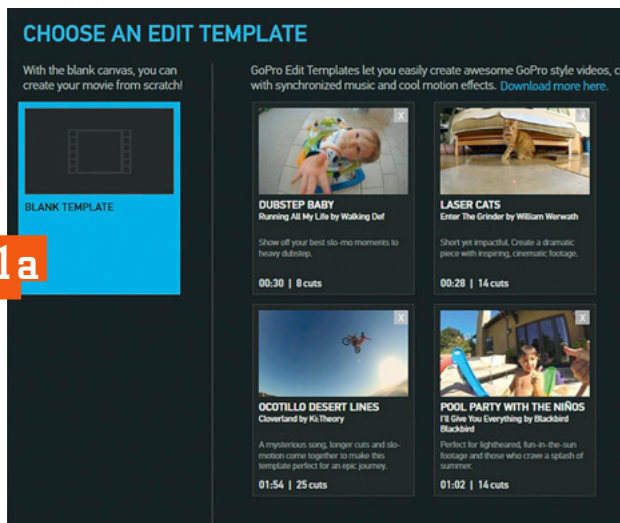 CHOOSE AN EDIT TEMPLATE
With the blank canvas, you can
create your movie from scratch!
BLANK TEMPLATE
1a
GoPro Edit Templates let you easily create awesome GoPro style videos, c
with synchronized music and cool motion effects. Download more here.
X
DUBSTEP BABY
Running All My Life by Walking Def
Show off your best slo-mo moments to
heavy dubstep.
00:30 | 8 cuts
X
LASER CATS
Enter The Grinder by William Werwath
Short yet impactful. Create a dramatic
piece with inspiring, cinematic footage.
00:28 | 14 cuts
X
OCOTILLO DESERT LINES
Cloverland by Ki:Theory
A mysterious song, longer cuts and slo-
motion come together to make this
template perfect for an epic journey.
01:54 | 25 cuts
X
POOL PARTY WITH THE NIÑOS
I'll Give You Everything by Blackbird
Blackbird
Perfect for lightheared, fun-in-the-sun
footage and those who crave a splash of
summer.
01:02 | 14 cuts